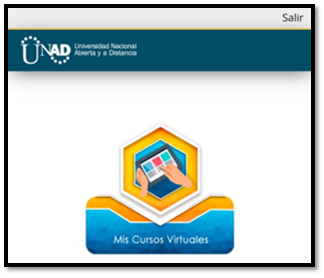 Salir
UNAD
Universidad Nacional
Abierta y a Distancia
Mis Cursos Virtuales